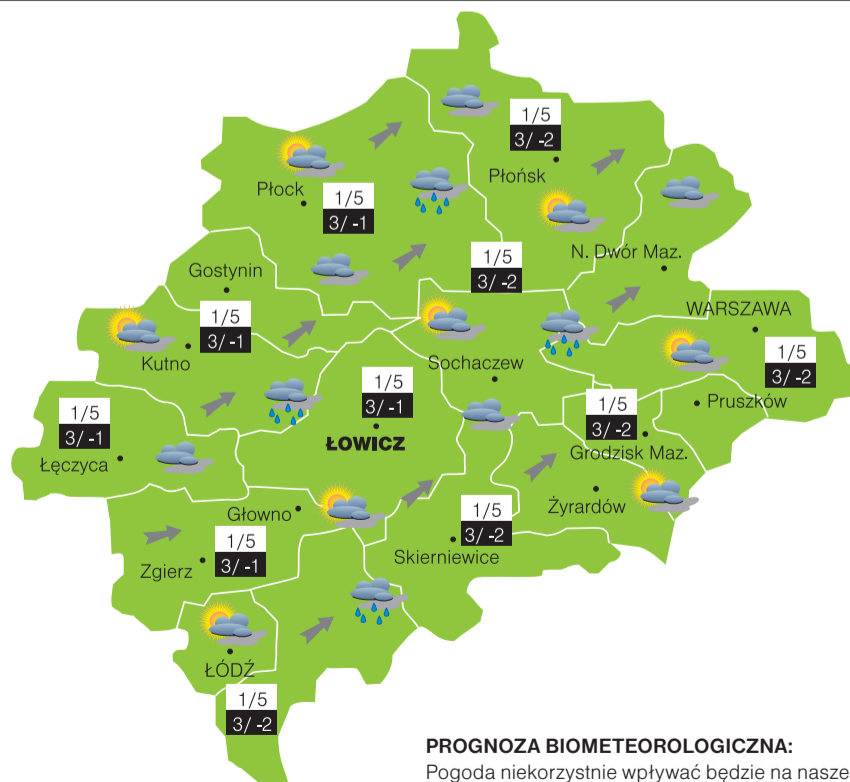 1/5
3/ -2
Płońsk
Płock
1/5
3/ -1
N. Dwór Maz.
1/5
3/ -2
Gostynin
1/5
3/ -1
Kutno
WARSZAWA
1/5
3/ -2
Sochaczew
1/5
3/ -1
ŁOWICZ
Pruszków
1/5
3/ -2
Grodzisk Maz.
1/5
3/ -1
Łęczyca
Żyrardów
Głowno
1/5
3/ -2
Skierniewice
1/5
3/ -1
Zgierz
ŁÓDŹ
1/5
3/ -2
PROGNOZA BIOMETEOROLOGICZNA:
Pogoda niekorzystnie wpływać będzie na nasze